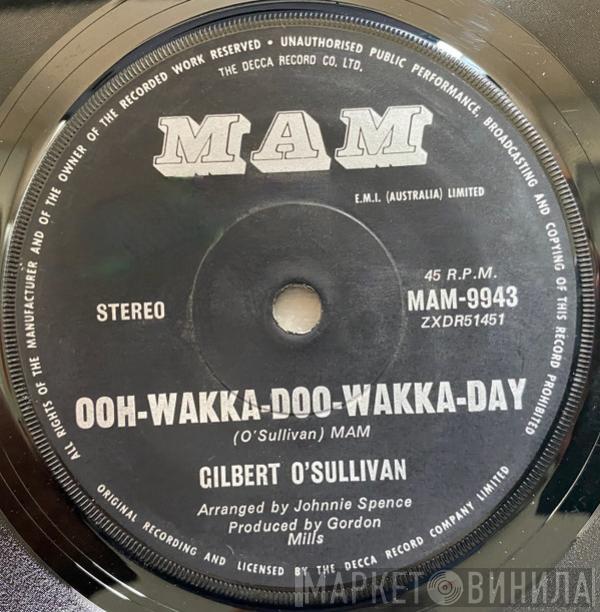 ALL RIGHTS OF THE MANUFACTURER AND OF THE OWNER OF THE RECORDED WORK RESERVED • UNAUTHORISED PUBLIC PERFORMANCE, BROADCASTING AND COPYING OF THIS RECORD PROHIBITED
THE DECCA RECORD CO. LTD.
MAM
E.M.I. (AUSTRALIA) LIMITED
STEREO
45 R.P.M.
MAM-9943
ZXDR51451
OOH-WAKKA-DOO-WAKKA-DAY
(O'Sullivan) MAM
GILBERT O'SULLIVAN
Arranged by Johnnie Spence
Produced by Gordon
Mills
ORIGINAL RECORDING AND LICENSED BY THE DECCA RECORD COMPANY LIMITED
МАРКЕТ ВИНИЛА